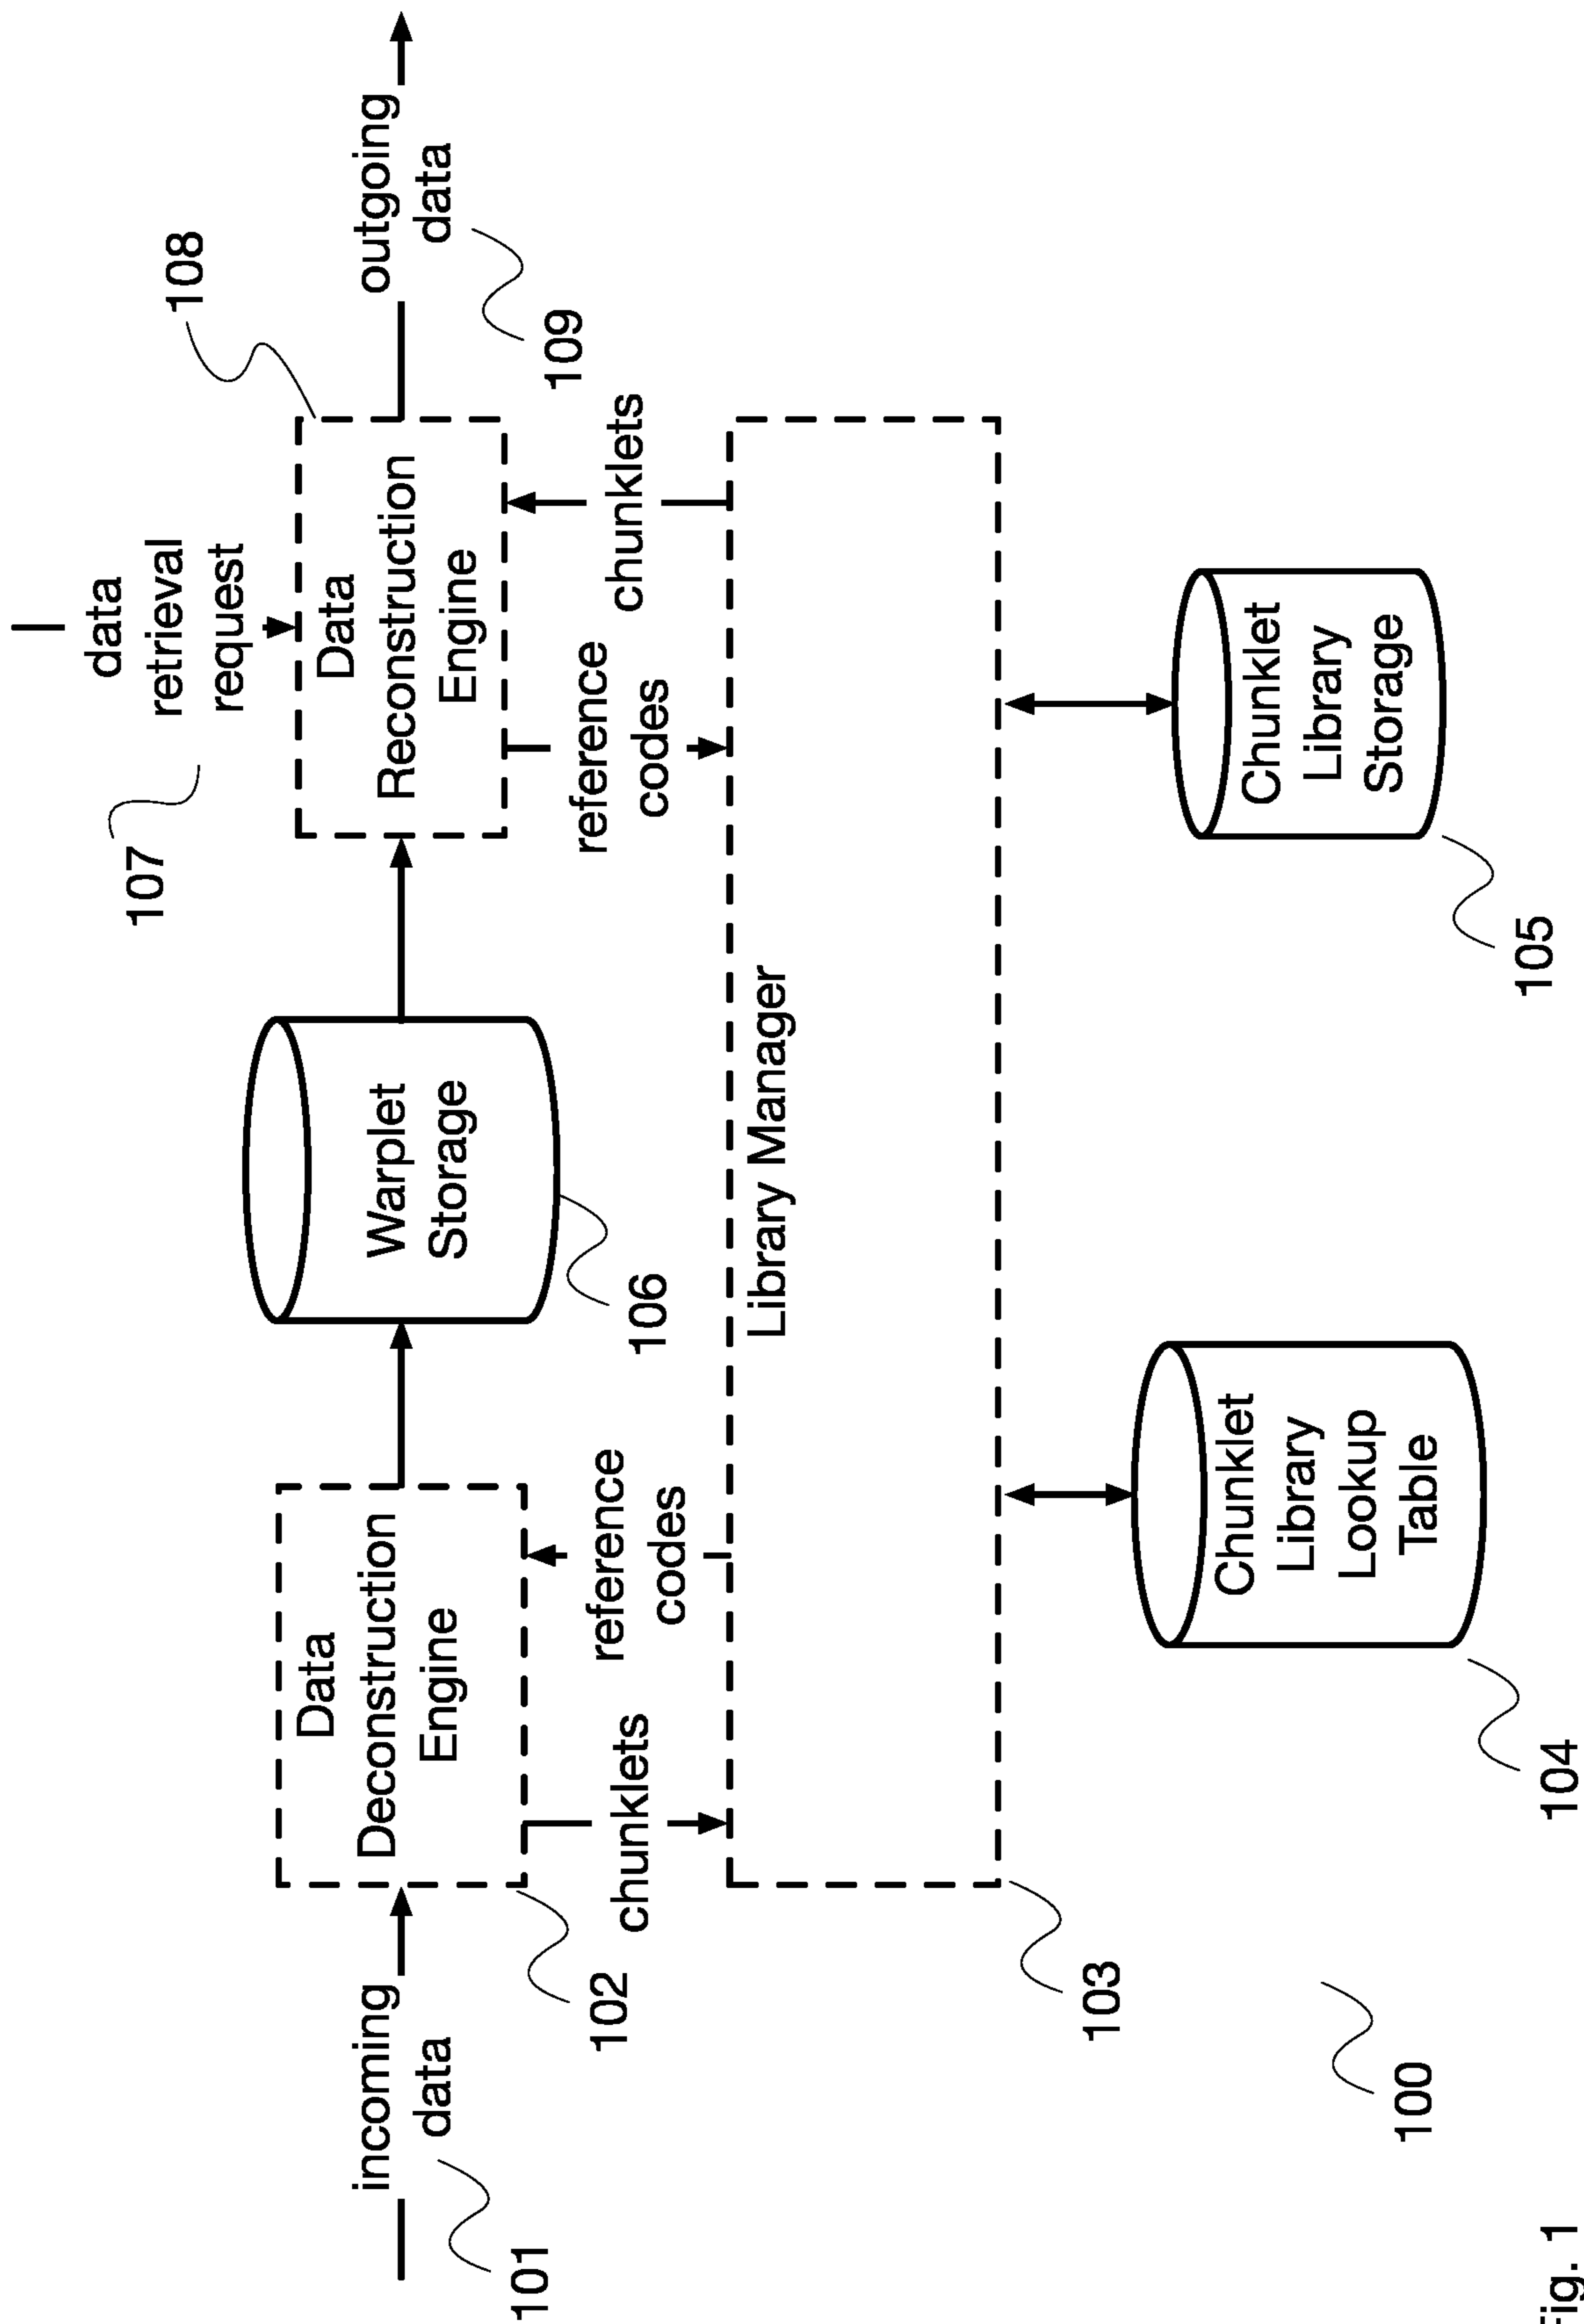 data
retrieval
request
107
108
incoming
data
101
Data
Deconstruction
Engine
102
Warplet
Storage
106
Data
Reconstruction
Engine
outgoing
data
109
chunklets
reference
codes
reference
codes
chunklets
Library Manager
103
Chunklet
Library
Lookup
Table
104
Chunklet
Library
Storage
105
100
Fig. 1